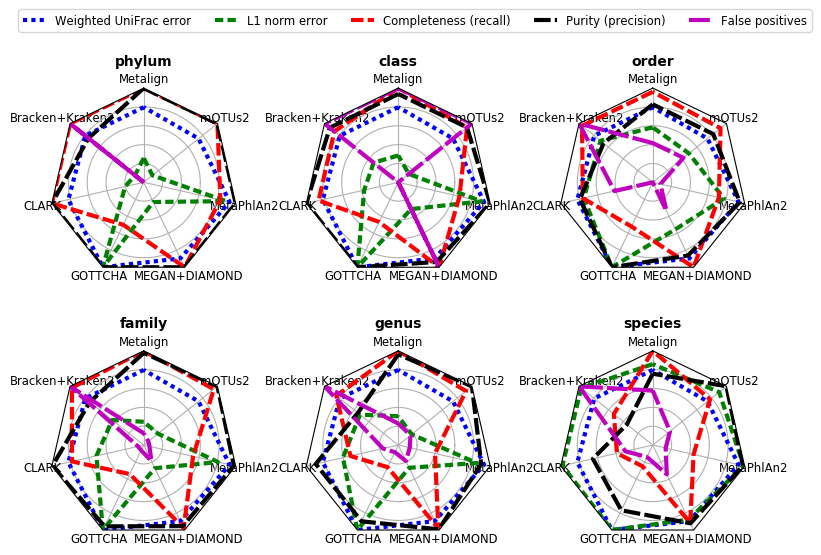 Weighted UniFrac error L1 norm error Completeness (recall) Purity (precision) False positives
phylum class order
Metalign Metalign Metalign
Bracken+Kraken2 mOTUs2 Bracken+Kraken2 mOTUs2 Bracken+Kraken2 mOTUs2
CLARK MetaPhlAn2 CLARK MetaPhlAn2 CLARK MetaPhlAn2
GOTTCHA MEGAN+DIAMOND GOTTCHA MEGAN+DIAMOND GOTTCHA MEGAN+DIAMOND
family genus species
Metalign Metalign Metalign
Bracken+Kraken2 mOTUs2 Bracken+Kraken2 mOTUs2 Bracken+Kraken2 mOTUs2
CLARK MetaPhlAn2 CLARK MetaPhlAn2 CLARK MetaPhlAn2
GOTTCHA MEGAN+DIAMOND GOTTCHA MEGAN+DIAMOND GOTTCHA MEGAN+DIAMOND